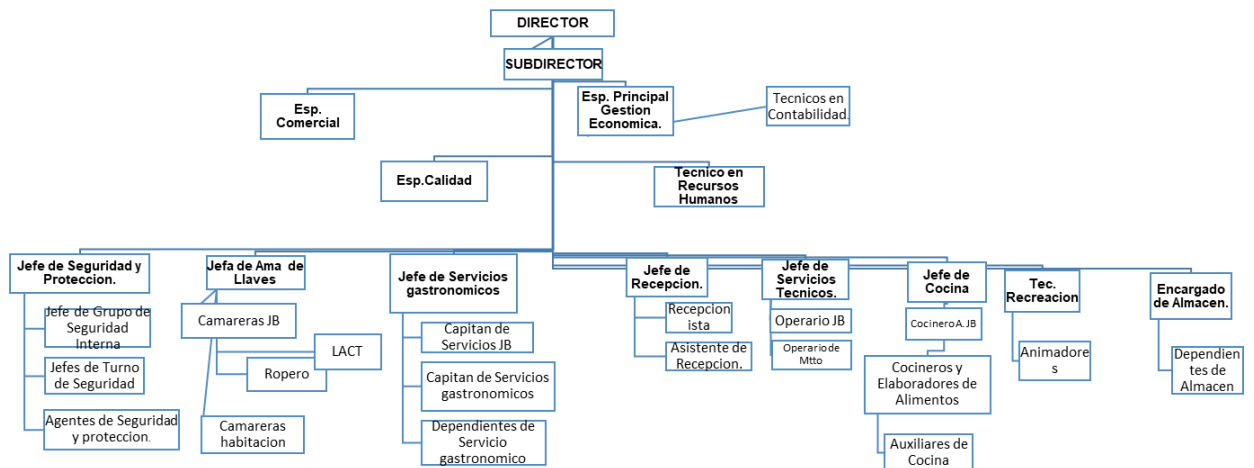 DIRECTOR
SUBDIRECTOR
Esp.
Comercial
Esp. Principal
Gestion
Economica.
Tecnicos en
Contabilidad.
Esp.Calidad
Tecnico en
Recursos
Humanos
Jefe de Seguridad y
Proteccion.
Jefe de Grupo de
Seguridad
Interna
Jefes de Turno
de Seguridad
Agentes de Seguridad
y proteccion.
Jefa de Ama de
Llaves
Camareras JB
LACT
Ropero
Camareras
habitacion
Jefe de Servicios
gastronomicos
Capitan de
Servicios JB
Capitan de Servicios
gastronomicos
Dependientes de
Servicio
gastronomico
Jefe de
Recepcion.
Recepcion
ista
Asistente de
Recepcion.
Jefe de
Servicios
Tecnicos.
Operario JB
Operario de
Mtto
Jefe de
Cocina
Cocinero A. JB
Cocineros y
Elaboradores de
Alimentos
Auxiliares de
Cocina
Tec.
Recreacion
Animadore
s
Encargado
de Almacen.
Dependien
tes de
Almacen